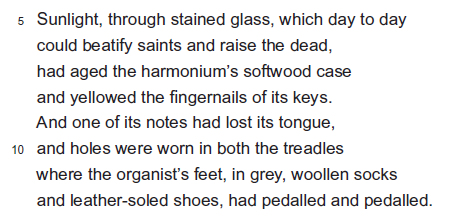 5 Sunlight, through stained glass, which day to day
could beatify saints and raise the dead,
had aged the harmonium’s softwood case
and yellowed the fingernails of its keys.
And one of its notes had lost its tongue,
10 and holes were worn in both the treadles
where the organist’s feet, in grey, woollen socks
and leather-soled shoes, had pedalled and pedalled.